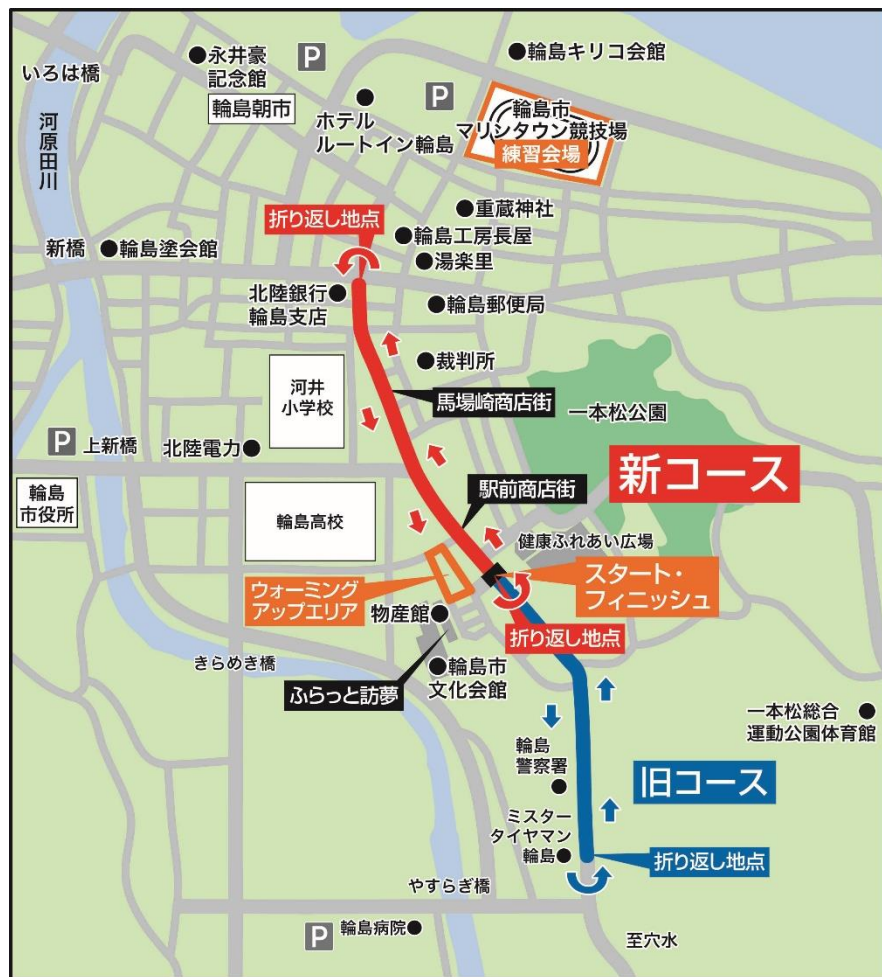 いろは橋
●永井豪
記念館
P
●輪島キリコ会館
輪島朝市
P
ホテル
ルートイン輪島
輪島市
マリンタウン競技場
練習会場
河原田川
●重蔵神社
折り返し地点
●輪島工房長屋
新橋
●輪島塗会館
●湯楽里
北陸銀行●
輪島支店
●輪島郵便局
●裁判所
河井
小学校
馬場崎商店街
一本松公園
P
上新橋
北陸電力●
新コース
駅前商店街
輪島
市役所
輪島高校
健康ふれあい広場
ウォーミング
アップエリア
スタート・
フィニッシュ
物産館●
折り返し地点
きらめき橋
●輪島市
文化会館
ふらっと訪夢
一本松総合
運動公園体育館
輪島
警察署
旧コース
ミスター
タイヤマン
輪島●
折り返し地点
やすらぎ橋
P
輪島病院●
至穴水